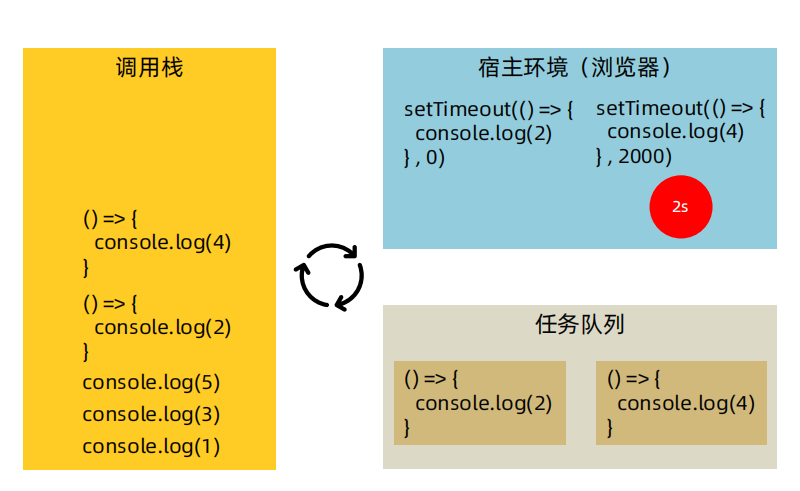 调用栈
() => {
console.log(4)
}
() => {
console.log(2)
}
console.log(5)
console.log(3)
console.log(1)
宿主环境（浏览器）
setTimeout(() => {
console.log(2)
} , 0)
setTimeout(() => {
console.log(4)
} , 2000)
2s
任务队列
() => {
console.log(2)
}
() => {
console.log(4)
}